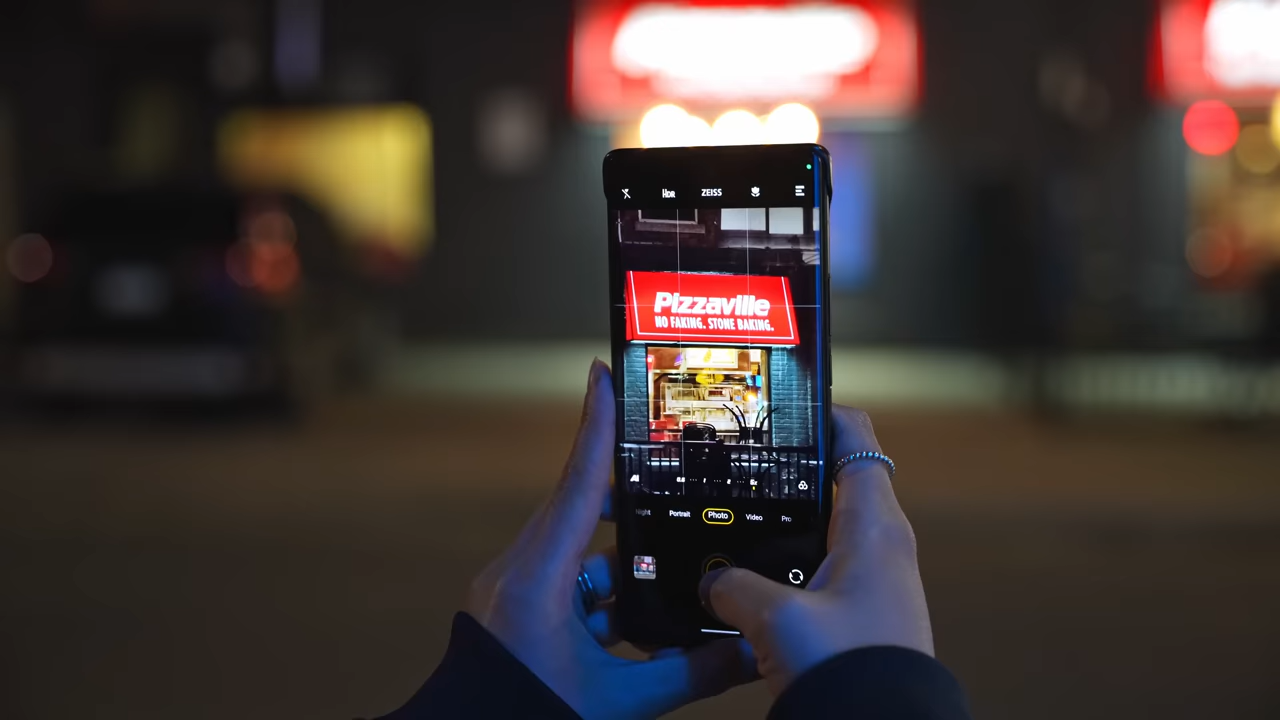 HDR ZEISS
Pizzaville
NO FAKING. STONE BAKING.
Night Portrait Photo Video Pro